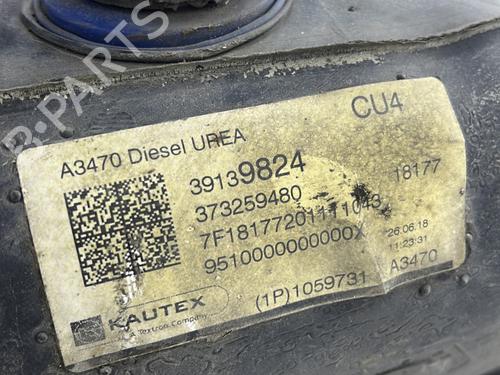 A3470 Diesel UREA
CU4
39139824
373259480
18177
7F18177201111043
9510000000000X
26.06.18
11:23:31
KAUTEX
A Textron Company
(1P)1059731
A3470
B-PARTS